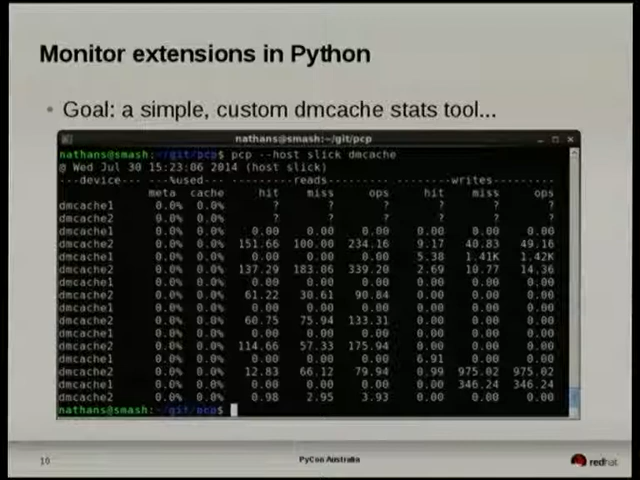 Monitor extensions in Python
• Goal: a simple, custom dmcache stats tool...
nathans@smash:~/git/pcp
nathans@smash:~/git/pcp$ pcp --host slick dmcache
@ Wed Jul 30 15:23:06 2014 (host slick)
---device--- ---%used--- ---------reads--------- --------writes---------
meta cache hit miss ops hit miss ops
dmcache1 0.0% 0.0% ? ? ? ? ? ?
dmcache2 0.0% 0.0% ? ? ? ? ? ?
dmcache1 0.0% 0.0% 0.00 0.00 0.00 0.00 0.00 0.00
dmcache2 0.0% 0.0% 151.66 100.00 234.16 9.17 40.83 49.16
dmcache1 0.0% 0.0% 0.00 0.00 0.00 5.38 1.41K 1.42K
dmcache2 0.0% 0.0% 137.29 183.06 339.20 2.69 10.77 14.36
dmcache1 0.0% 0.0% 0.00 0.00 0.00 0.00 0.00 0.00
dmcache2 0.0% 0.0% 61.22 30.61 90.84 0.00 0.00 0.00
dmcache1 0.0% 0.0% 0.00 0.00 0.00 0.00 0.00 0.00
dmcache2 0.0% 0.0% 60.75 75.94 133.31 0.00 0.00 0.00
dmcache1 0.0% 0.0% 0.00 0.00 0.00 0.00 0.00 0.00
dmcache2 0.0% 0.0% 114.66 57.33 175.94 0.00 0.00 0.00
dmcache1 0.0% 0.0% 0.00 0.00 0.00 6.91 0.00 0.00
dmcache2 0.0% 0.0% 12.83 66.12 79.94 0.99 975.02 975.02
dmcache1 0.0% 0.0% 0.00 0.00 0.00 0.00 346.24 346.24
dmcache2 0.0% 0.0% 0.98 2.95 3.93 0.00 0.00 0.00
nathans@smash:~/git/pcp$
10
PyCon Australia
redhat